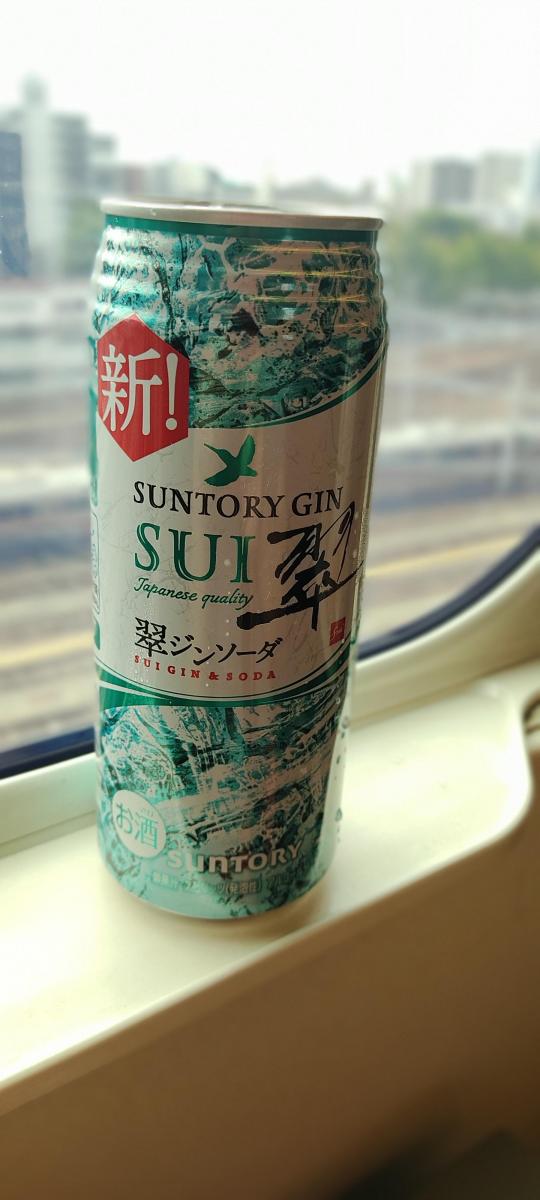 新!
SUNTORY GIN
SUI 翠
Japanese quality
翠ジンソーダ
SUI GIN & SODA
お酒
SUNTORY